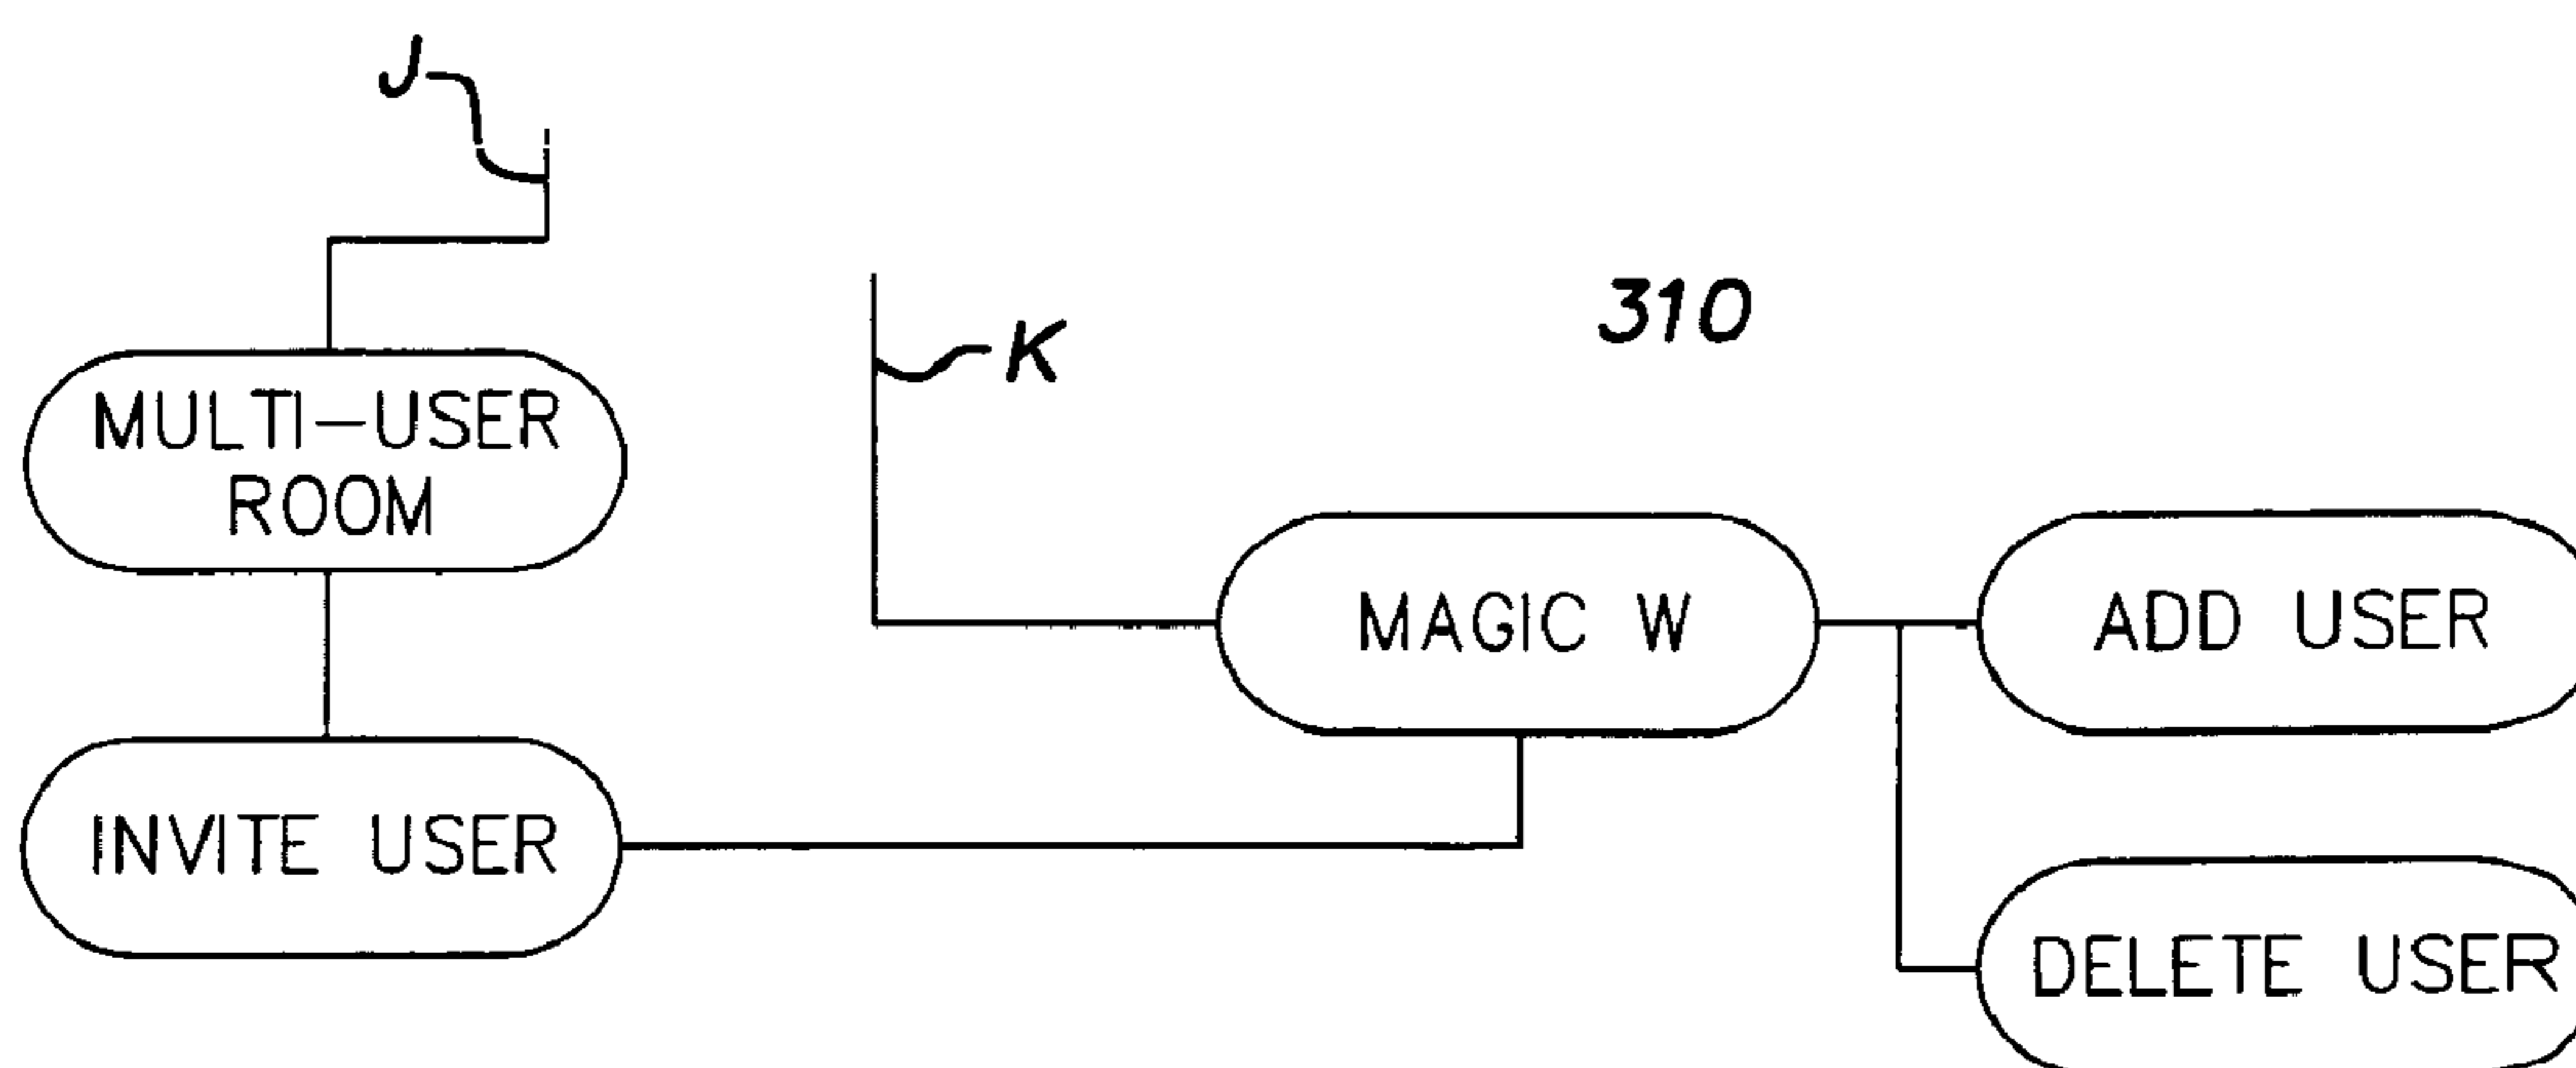 J
K
310
MULTI-USER
ROOM
MAGIC W
ADD USER
INVITE USER
DELETE USER